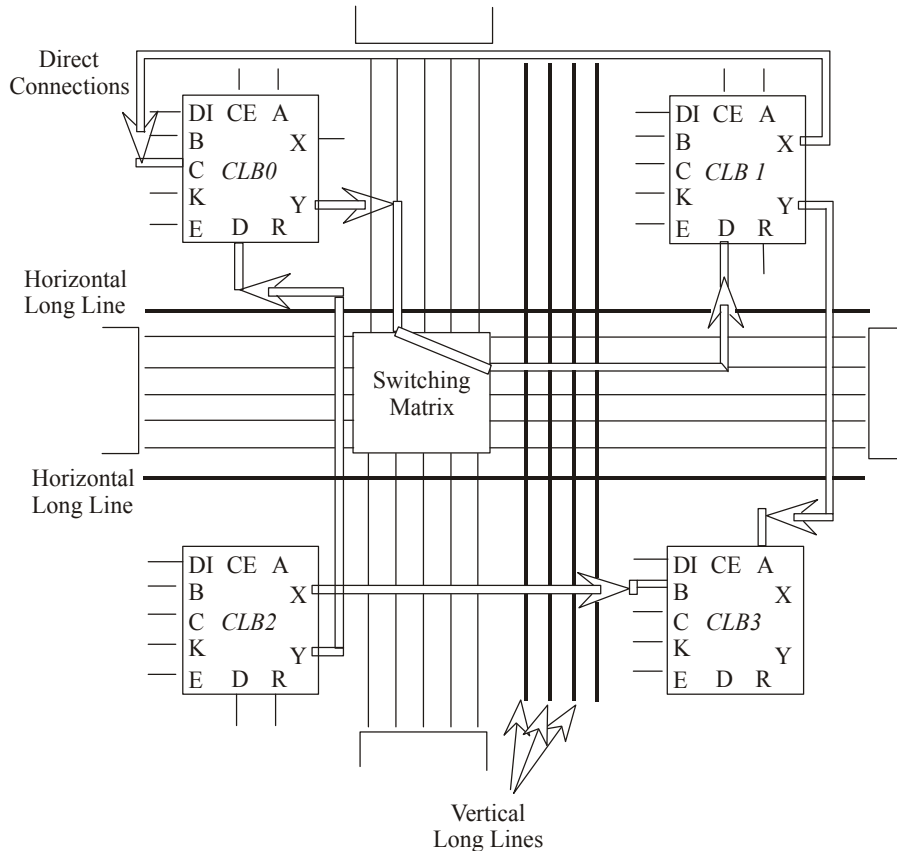 Direct
Connections
DI CE A
B
X
C
CLB0
K
Y
E D R
DI CE A
B
X
C
CLB 1
K
Y
E D R
Horizontal
Long Line
Switching
Matrix
Horizontal
Long Line
DI CE A
B
X
C
CLB2
K
Y
E D R
DI CE A
B
X
C
CLB3
K
Y
E D R
Vertical
Long Lines